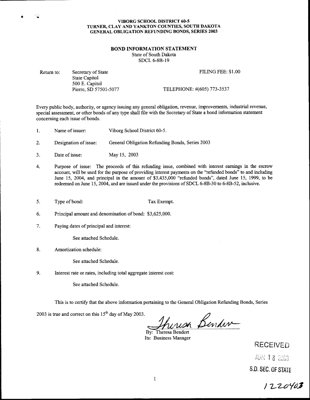 VIBORG SCHOOL DISTRICT 60-5
TURNER, CLAY AND YANKTON COUNTIES, SOUTH DAKOTA
GENERAL OBLIGATION REFUNDING BONDS, SERIES 2003
BOND INFORMATION STATEMENT
State of South Dakota
SDCL 6-8B-19
Return to: Secretary of State FILING FEE: $1.00
State Capitol
500 E. Capitol
Pierre, SD 57501-5077 TELEPHONE: #(605) 773-3537
Every public body, authority, or agency issuing any general obligation, revenue, improvements, industrial revenue,
special assessment, or other bonds of any type shall file with the Secretary of State a bond information statement
concerning each issue of bonds.
1. Name of issuer: Viborg School District 60-5.
2. Designation of issue: General Obligation Refunding Bonds, Series 2003
3. Date of issue: May 15, 2003
4. Purpose of issue: The proceeds of this refunding issue, combined with interest earnings in the escrow
account, will be used for the purpose of providing interest payments on the "refunded bonds" to and including
June 15, 2004, and principal in the amount of $3,435,000 "refunded bonds", dated June 15, 1999, to be
redeemed on June 15, 2004, and are issued under the provisions of SDCL 6-8B-30 to 6-8B-52, inclusive.
5. Type of bond: Tax Exempt.
6. Principal amount and denomination of bond: $3,625,000.
7. Paying dates of principal and interest:
See attached Schedule.
8. Amortization schedule:
See attached Schedule.
9. Interest rate or rates, including total aggregate interest cost:
See attached Schedule.
This is to certify that the above information pertaining to the General Obligation Refunding Bonds, Series
2003 is true and correct on this 15th day of May 2003.
Theresa Bendert
By: Theresa Bendert
Its: Business Manager
RECEIVED
18 2003
S.D. SEC. OF STATE
1
1220403